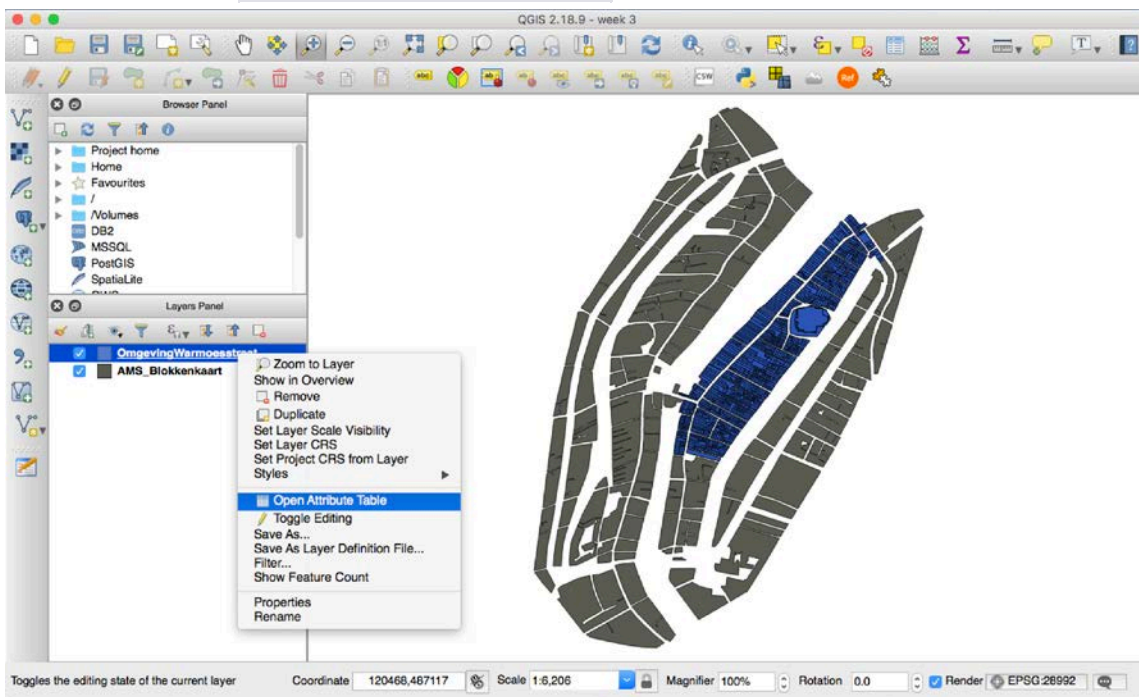 QGIS 2.18.9 - week 3
CSW
Ref
Browser Panel
Project home
Home
Favourites
/
/Volumes
DB2
MSSQL
PostGIS
SpatiaLite
Layers Panel
OmgevingWarmoesstraat
AMS_Blokkenkaart
Zoom to Layer
Show in Overview
Remove
Duplicate
Set Layer Scale Visibility
Set Layer CRS
Set Project CRS from Layer
Styles
Open Attribute Table
Toggle Editing
Save As...
Save As Layer Definition File...
Filter...
Show Feature Count
Properties
Rename
Toggles the editing state of the current layer
Coordinate 120468,487117
Scale 1:6,206
Magnifier 100%
Rotation 0.0
Render
EPSG:28992